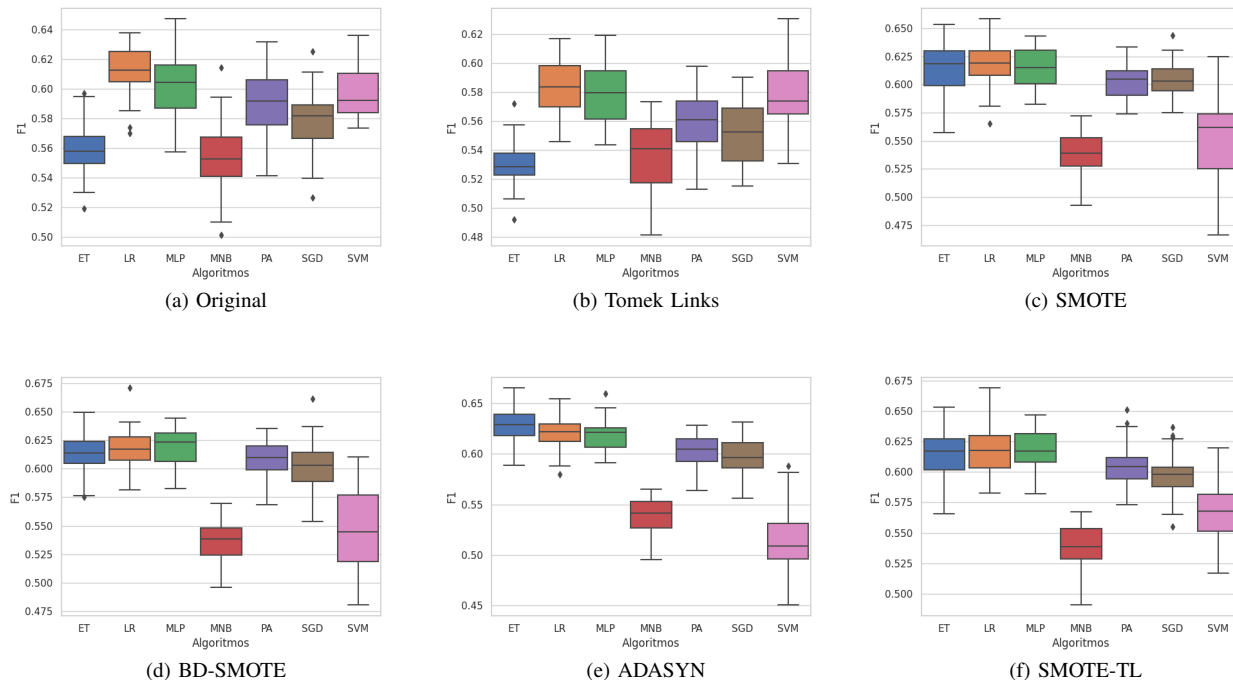 0.64
0.62
0.60
0.58
0.56
0.54
0.52
0.50
F1
ET LR MLP MNB PA SGD SVM
Algoritmos
(a) Original
0.62
0.60
0.58
0.56
0.54
0.52
0.50
0.48
F1
ET LR MLP MNB PA SGD SVM
Algoritmos
(b) Tomek Links
0.650
0.625
0.600
0.575
0.550
0.525
0.500
0.475
F1
ET LR MLP MNB PA SGD SVM
Algoritmos
(c) SMOTE
0.675
0.650
0.625
0.600
0.575
0.550
0.525
0.500
0.475
F1
ET LR MLP MNB PA SGD SVM
Algoritmos
(d) BD-SMOTE
0.65
0.60
0.55
0.50
0.45
F1
ET LR MLP MNB PA SGD SVM
Algoritmos
(e) ADASYN
0.675
0.650
0.625
0.600
0.575
0.550
0.525
0.500
F1
ET LR MLP MNB PA SGD SVM
Algoritmos
(f) SMOTE-TL